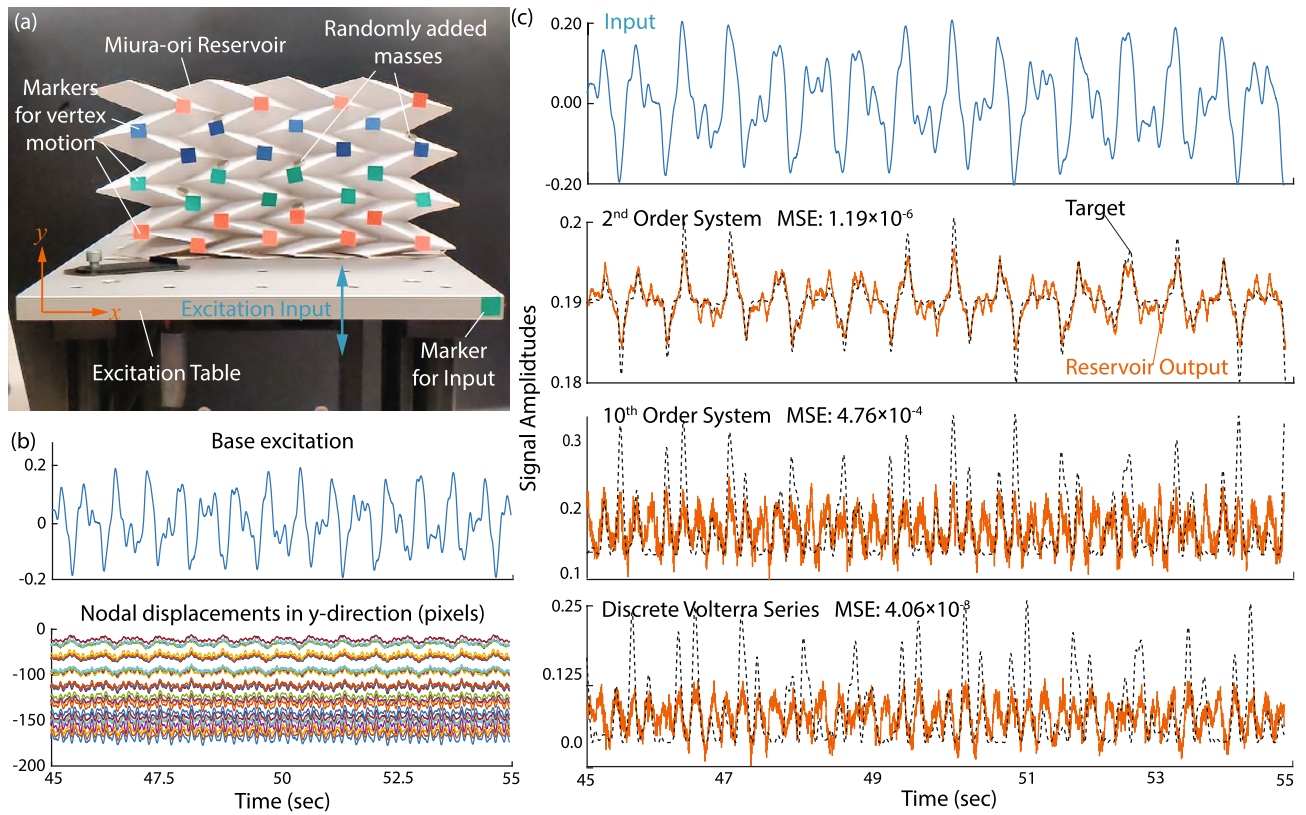 (a)
Miura-ori Reservoir
Randomly added
masses
Markers
for vertex
motion
y
x
Excitation Input
Excitation Table
Marker
for Input
(b)
Base excitation
0.2
0
-0.2
Nodal displacements in y-direction (pixels)
0
-100
-150
-200
45
47.5
50
52.5
55
Time (sec)
(c)
Input
0.20
0.00
-0.20
Signal Amplidtudes
2nd Order System MSE: 1.19×10-6
Target
Reservoir Output
0.2
0.19
0.18
10th Order System MSE: 4.76×10-4
0.3
0.2
0.1
Discrete Volterra Series MSE: 4.06×10-3
0.25
0.125
0.0
45
47
49
51
53
55
Time (sec)